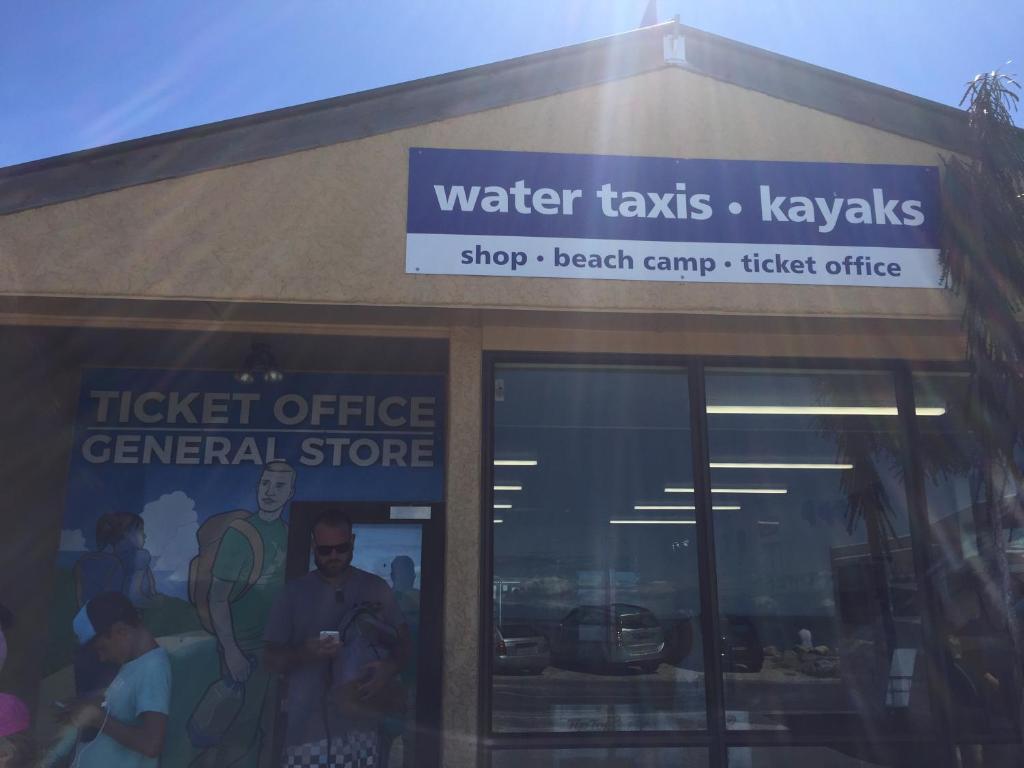 water taxis • kayaks
shop • beach camp • ticket office
TICKET OFFICE
GENERAL STORE